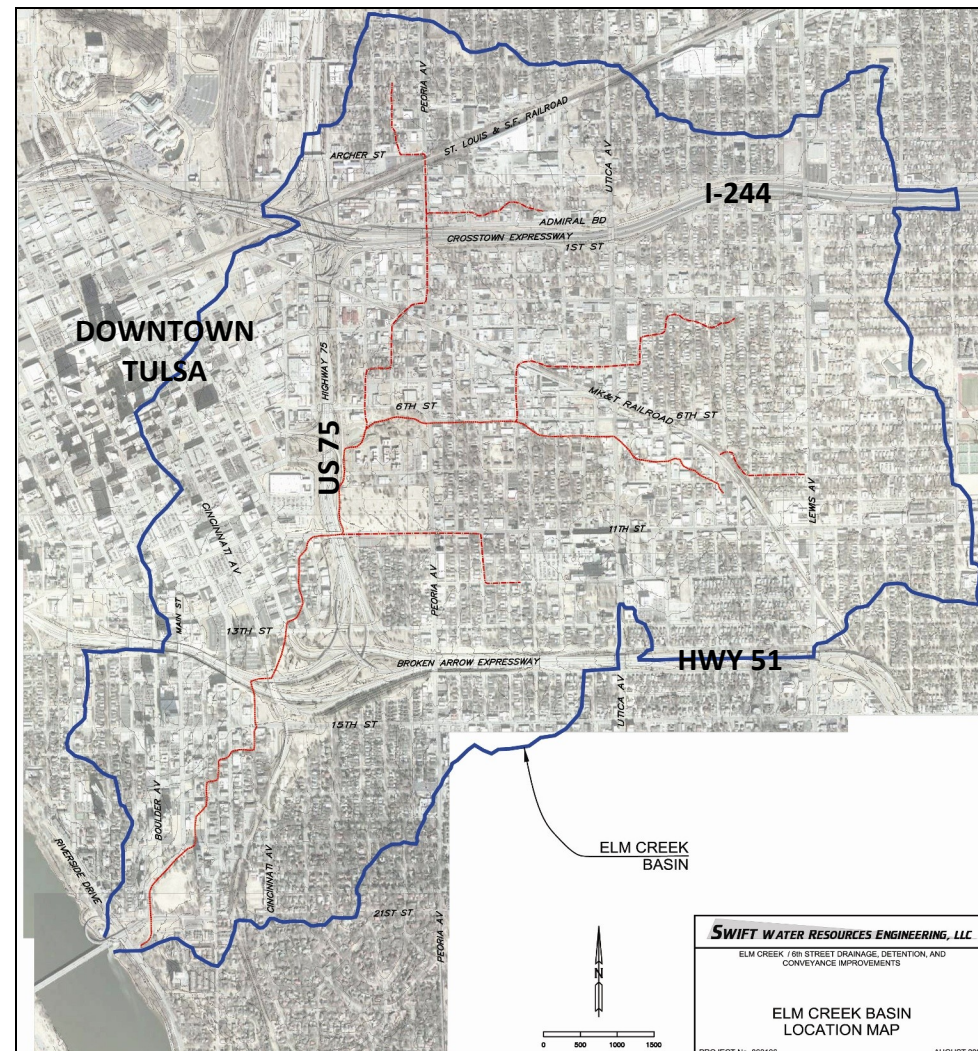 PEORIA AV
ST. LOUIS & S.F. RAILROAD
ARCHER ST
UTICA AV
I-244
ADMIRAL BD
CROSSTOWN EXPRESSWAY
1ST ST
DOWNTOWN
TULSA
HIGHWAY 75
6TH ST
MK&T RAILROAD
6TH ST
US 75
LEWIS AV
CINCINNATI AV
11TH ST
PEORIA AV
MAIN ST
13TH ST
BROKEN ARROW EXPRESSWAY
HWY 51
UTICA AV
15TH ST
BOULDER AV
ELM CREEK
BASIN
RIVERSIDE DRIVE
CINCINNATI AV
21ST ST
PEORIA AV
N
0 500 1000 1500
SWIFT WATER RESOURCES ENGINEERING, LLC
ELM CREEK / 6th STREET DRAINAGE, DETENTION, AND
CONVEYANCE IMPROVEMENTS
ELM CREEK BASIN
LOCATION MAP